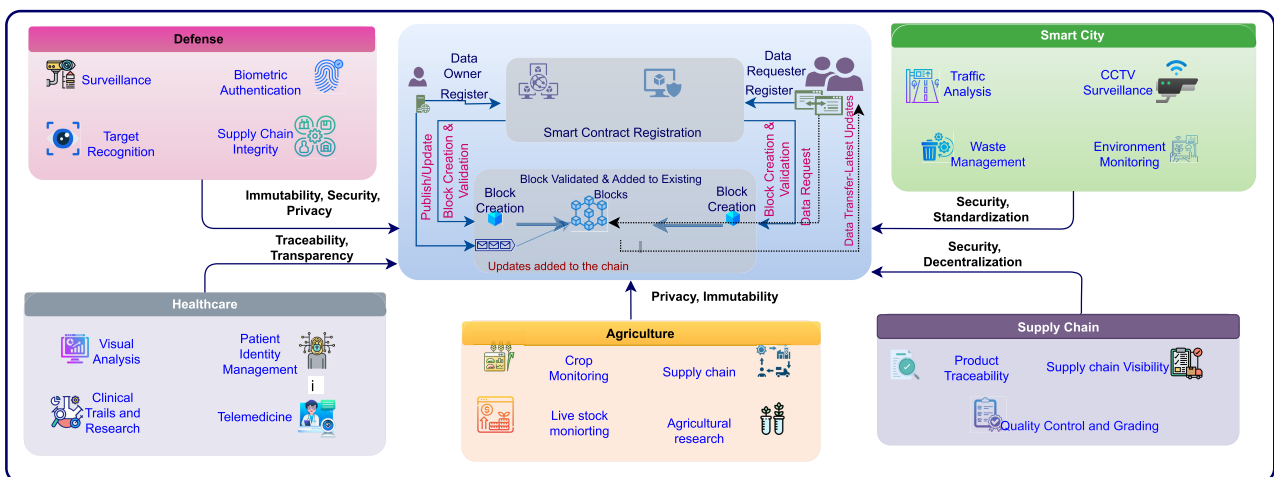 Defense
Surveillance
Biometric
Authentication
Target
Recognition
Supply Chain
Integrity
Immutability, Security,
Privacy
Traceability,
Transparency
Healthcare
Visual
Analysis
Patient
Identity
Management
i
Clinical
Trails and
Research
Telemedicine
Data
Owner
Register
Data
Requester
Register
Smart Contract Registration
Publish/Update
Block Creation &
Validation
Block Validated & Added to Existing
Blocks
Block
Creation
Block
Creation
Block Creation &
Validation
Data Request
Data Transfer-Latest Updates
Updates added to the chain
Privacy, Immutability
Agriculture
Crop
Monitoring
Supply chain
Live stock
moniorting
Agricultural
research
Smart City
Traffic
Analysis
CCTV
Surveillance
Waste
Management
Environment
Monitoring
Security,
Standardization
Security,
Decentralization
Supply Chain
Product
Traceability
Supply chain Visibility
Quality Control and Grading